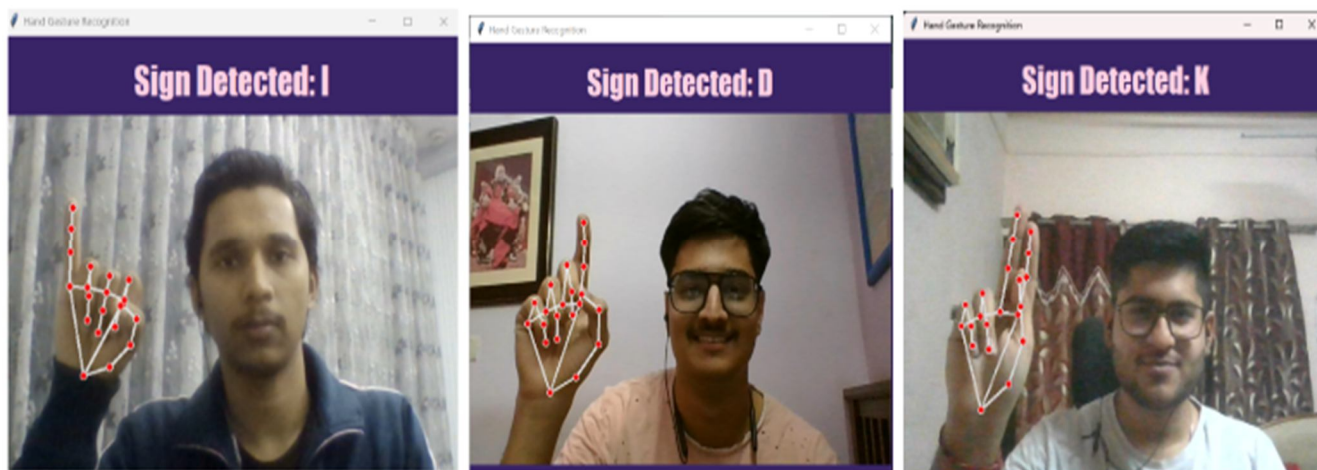 Hand Gesture Recognition
Sign Detected: I
Hand Gesture Recognition
Sign Detected: D
Hand Gesture Recognition
Sign Detected: K